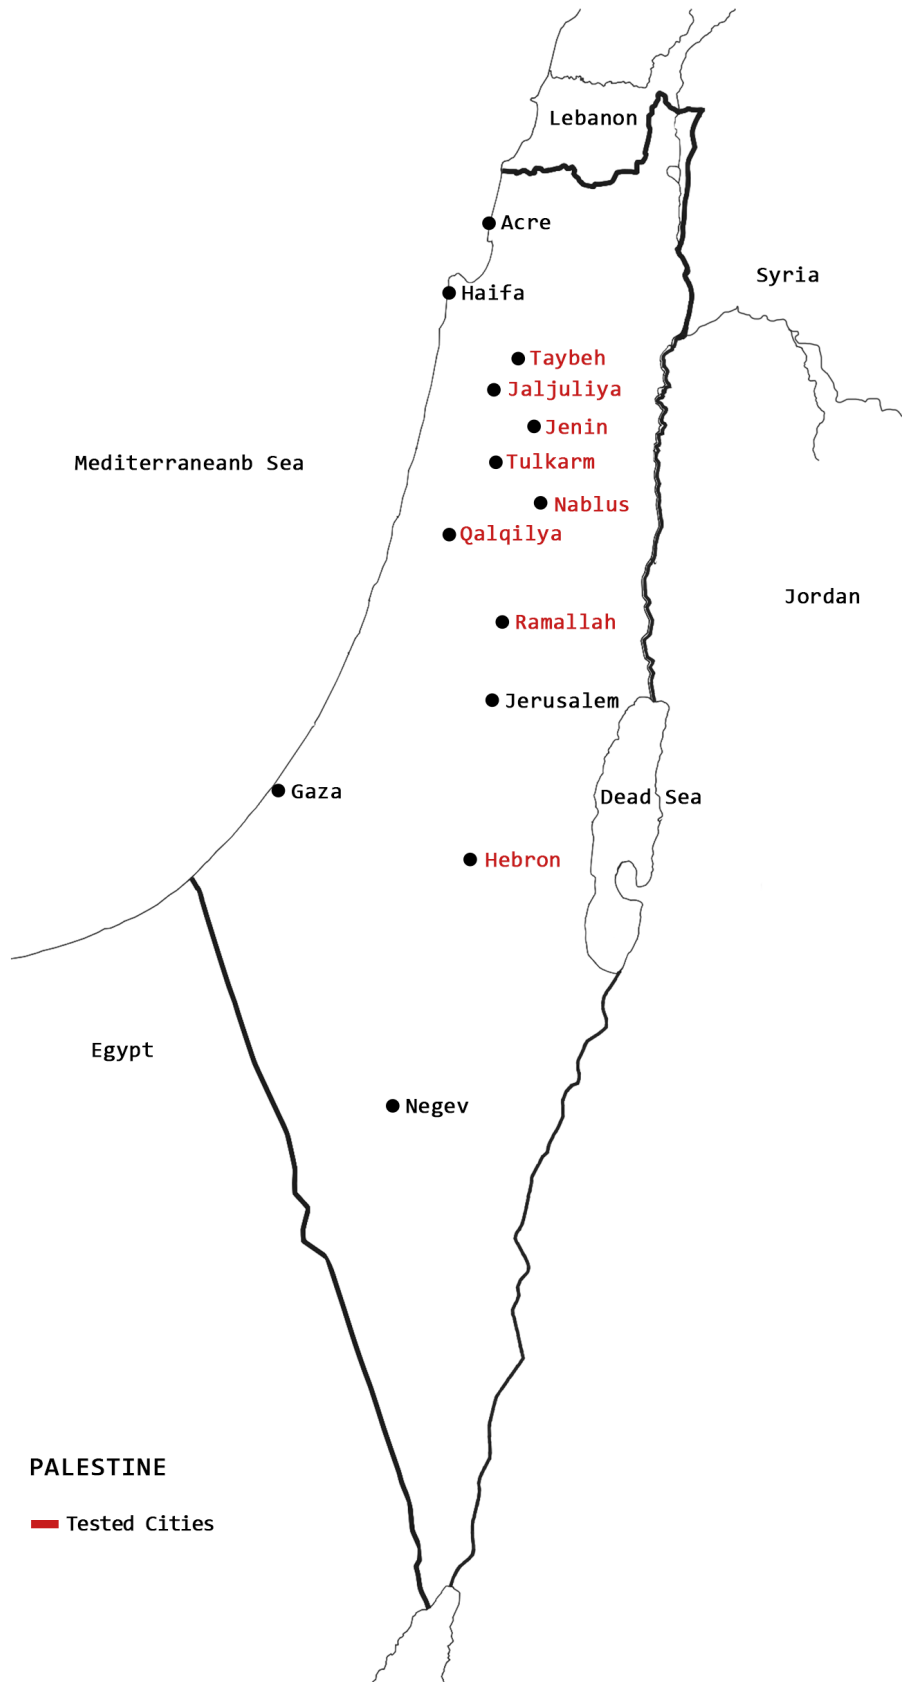 Lebanon
Acre
Syria
Haifa
Taybeh
Jaljuliya
Jenin
Mediterraneanb Sea
Tulkarm
Nablus
Qalqilya
Jordan
Ramallah
Jerusalem
Gaza
Dead Sea
Hebron
Egypt
Negev
PALESTINE
Tested Cities